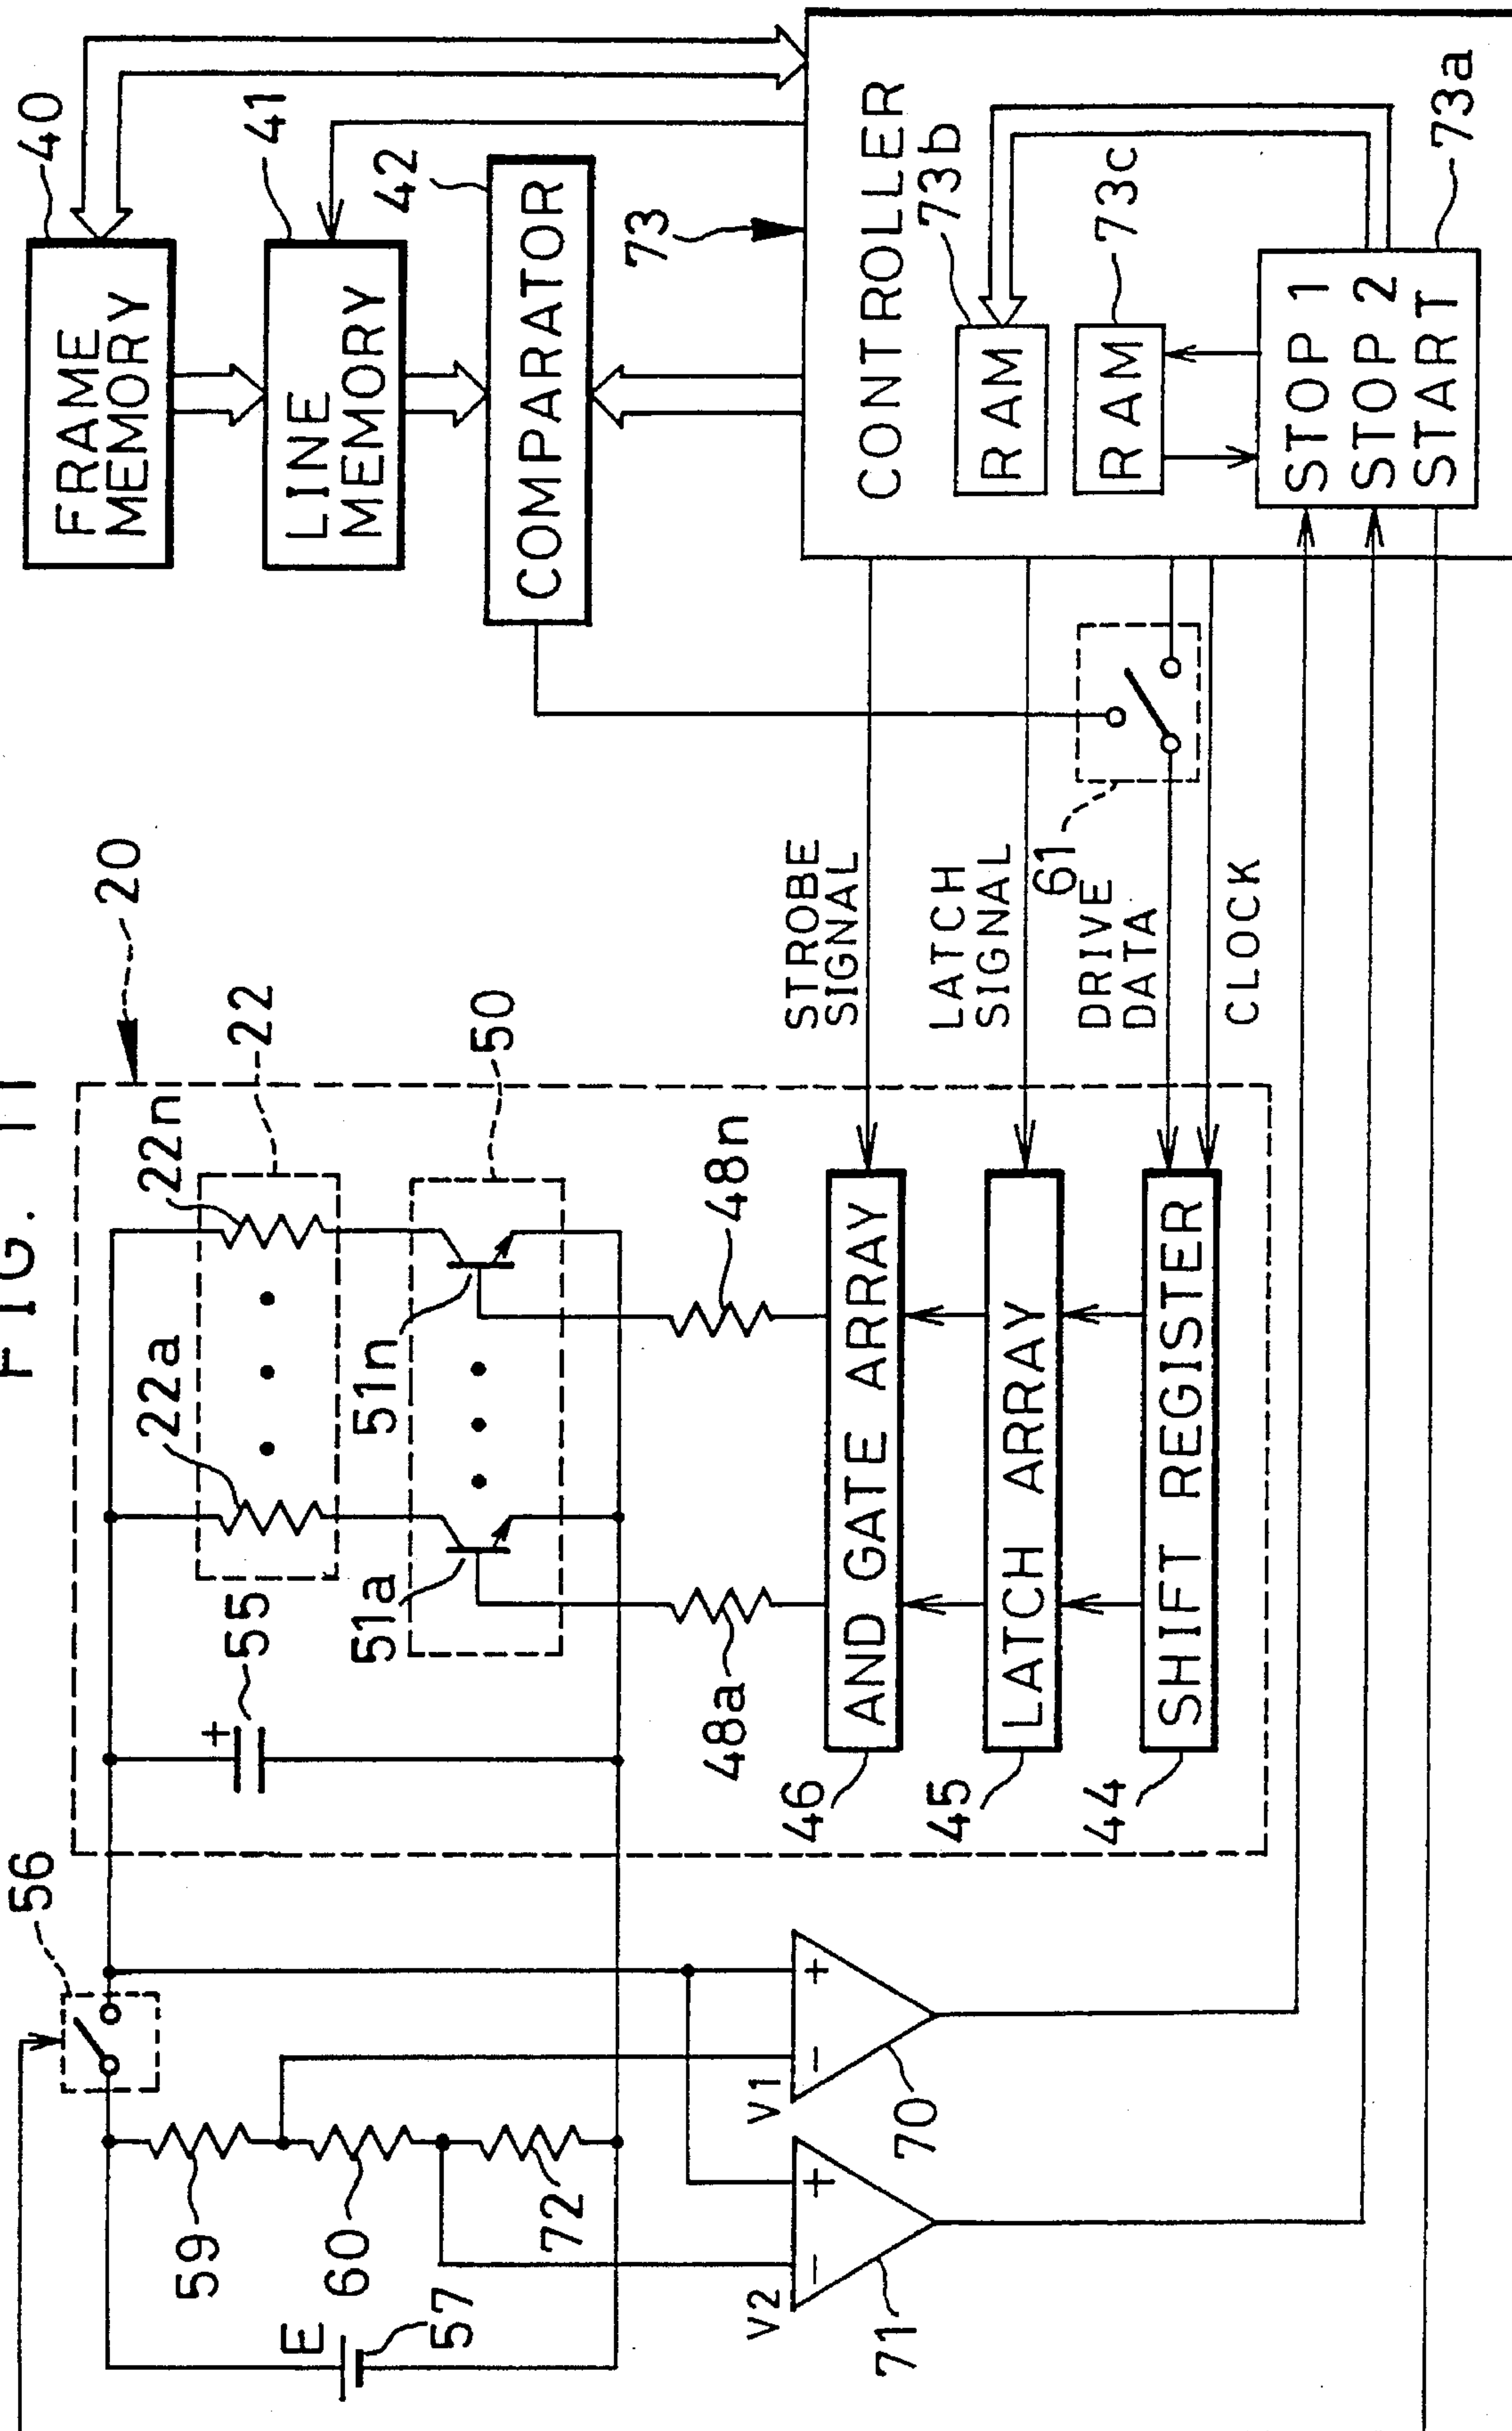 FIG. 11
56
59
60
72
E
57
V1
V2
70
71
+
-
+
-
20
+
55
22a
22n
22
51a
51n
50
48a
48n
AND GATE ARRAY
46
LATCH ARRAY
45
SHIFT REGISTER
44
STROBE
SIGNAL
LATCH
SIGNAL
DRIVE
DATA
CLOCK
61
FRAME
MEMORY
40
LINE
MEMORY
41
COMPARATOR
42
73
CONTROLLER
RAM
73b
RAM
73c
STOP 1
STOP 2
START
73a